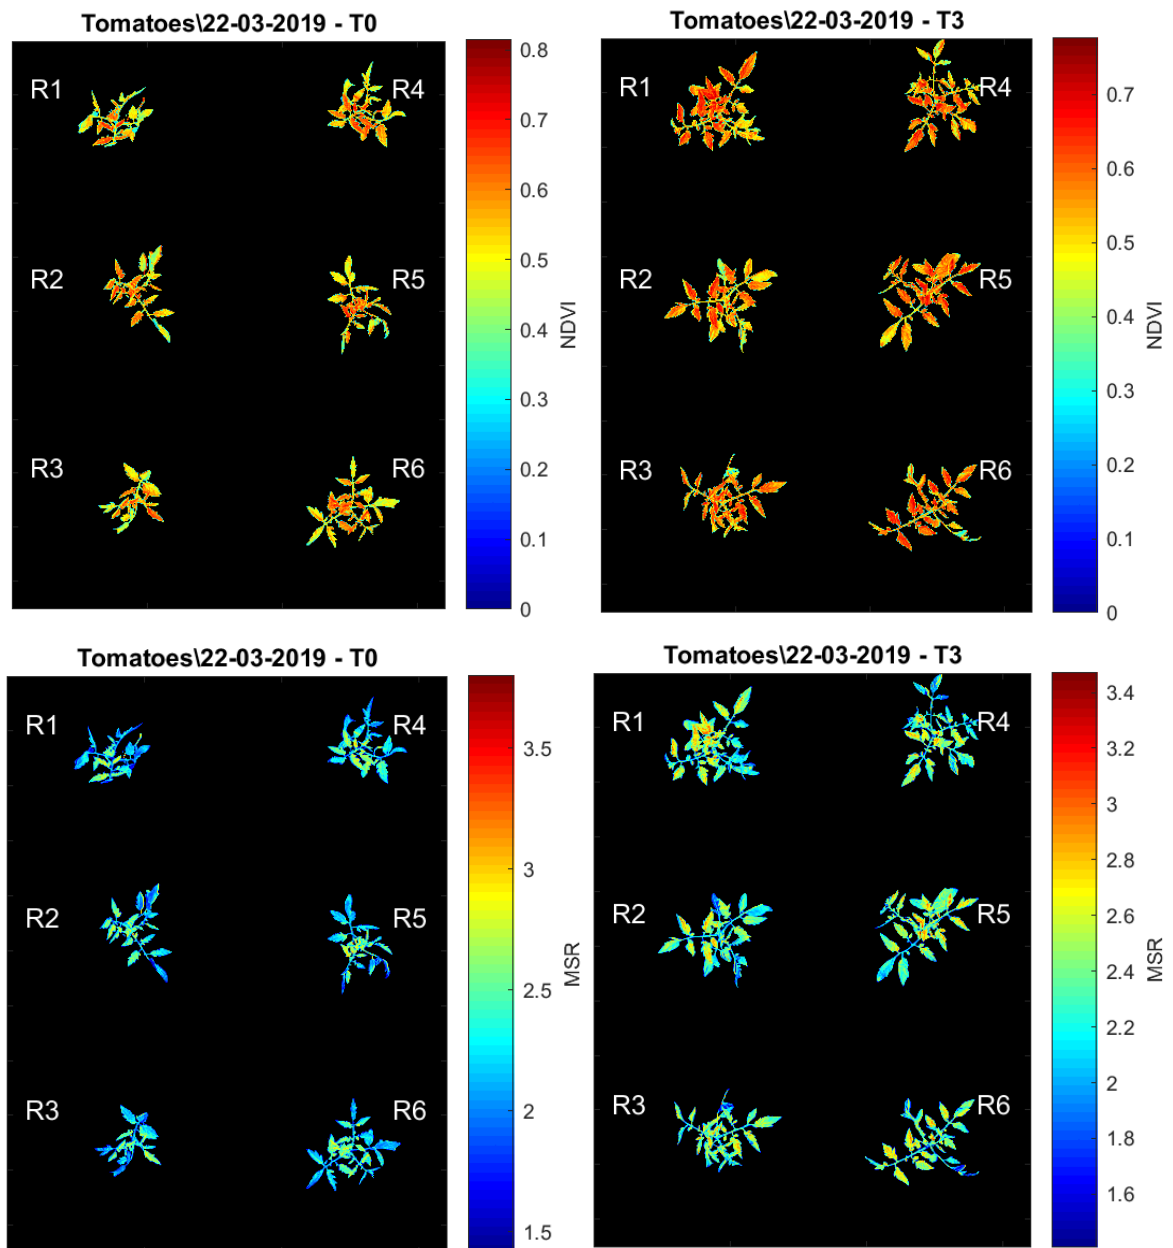 Tomatoes\22-03-2019 - T0
R1
R4
R2
R5
R3
R6
0.8
0.7
0.6
0.5
0.4
0.3
0.2
0.1
0
NDVI
Tomatoes\22-03-2019 - T3
R1
R4
R2
R5
R3
R6
0.7
0.6
0.5
0.4
0.3
0.2
0.1
0
NDVI
Tomatoes\22-03-2019 - T0
R1
R4
R2
R5
R3
R6
3.5
3
2.5
2
1.5
MSR
Tomatoes\22-03-2019 - T3
R1
R4
R2
R5
R3
R6
3.4
3.2
3
2.8
2.6
2.4
2.2
2
1.8
1.6
MSR